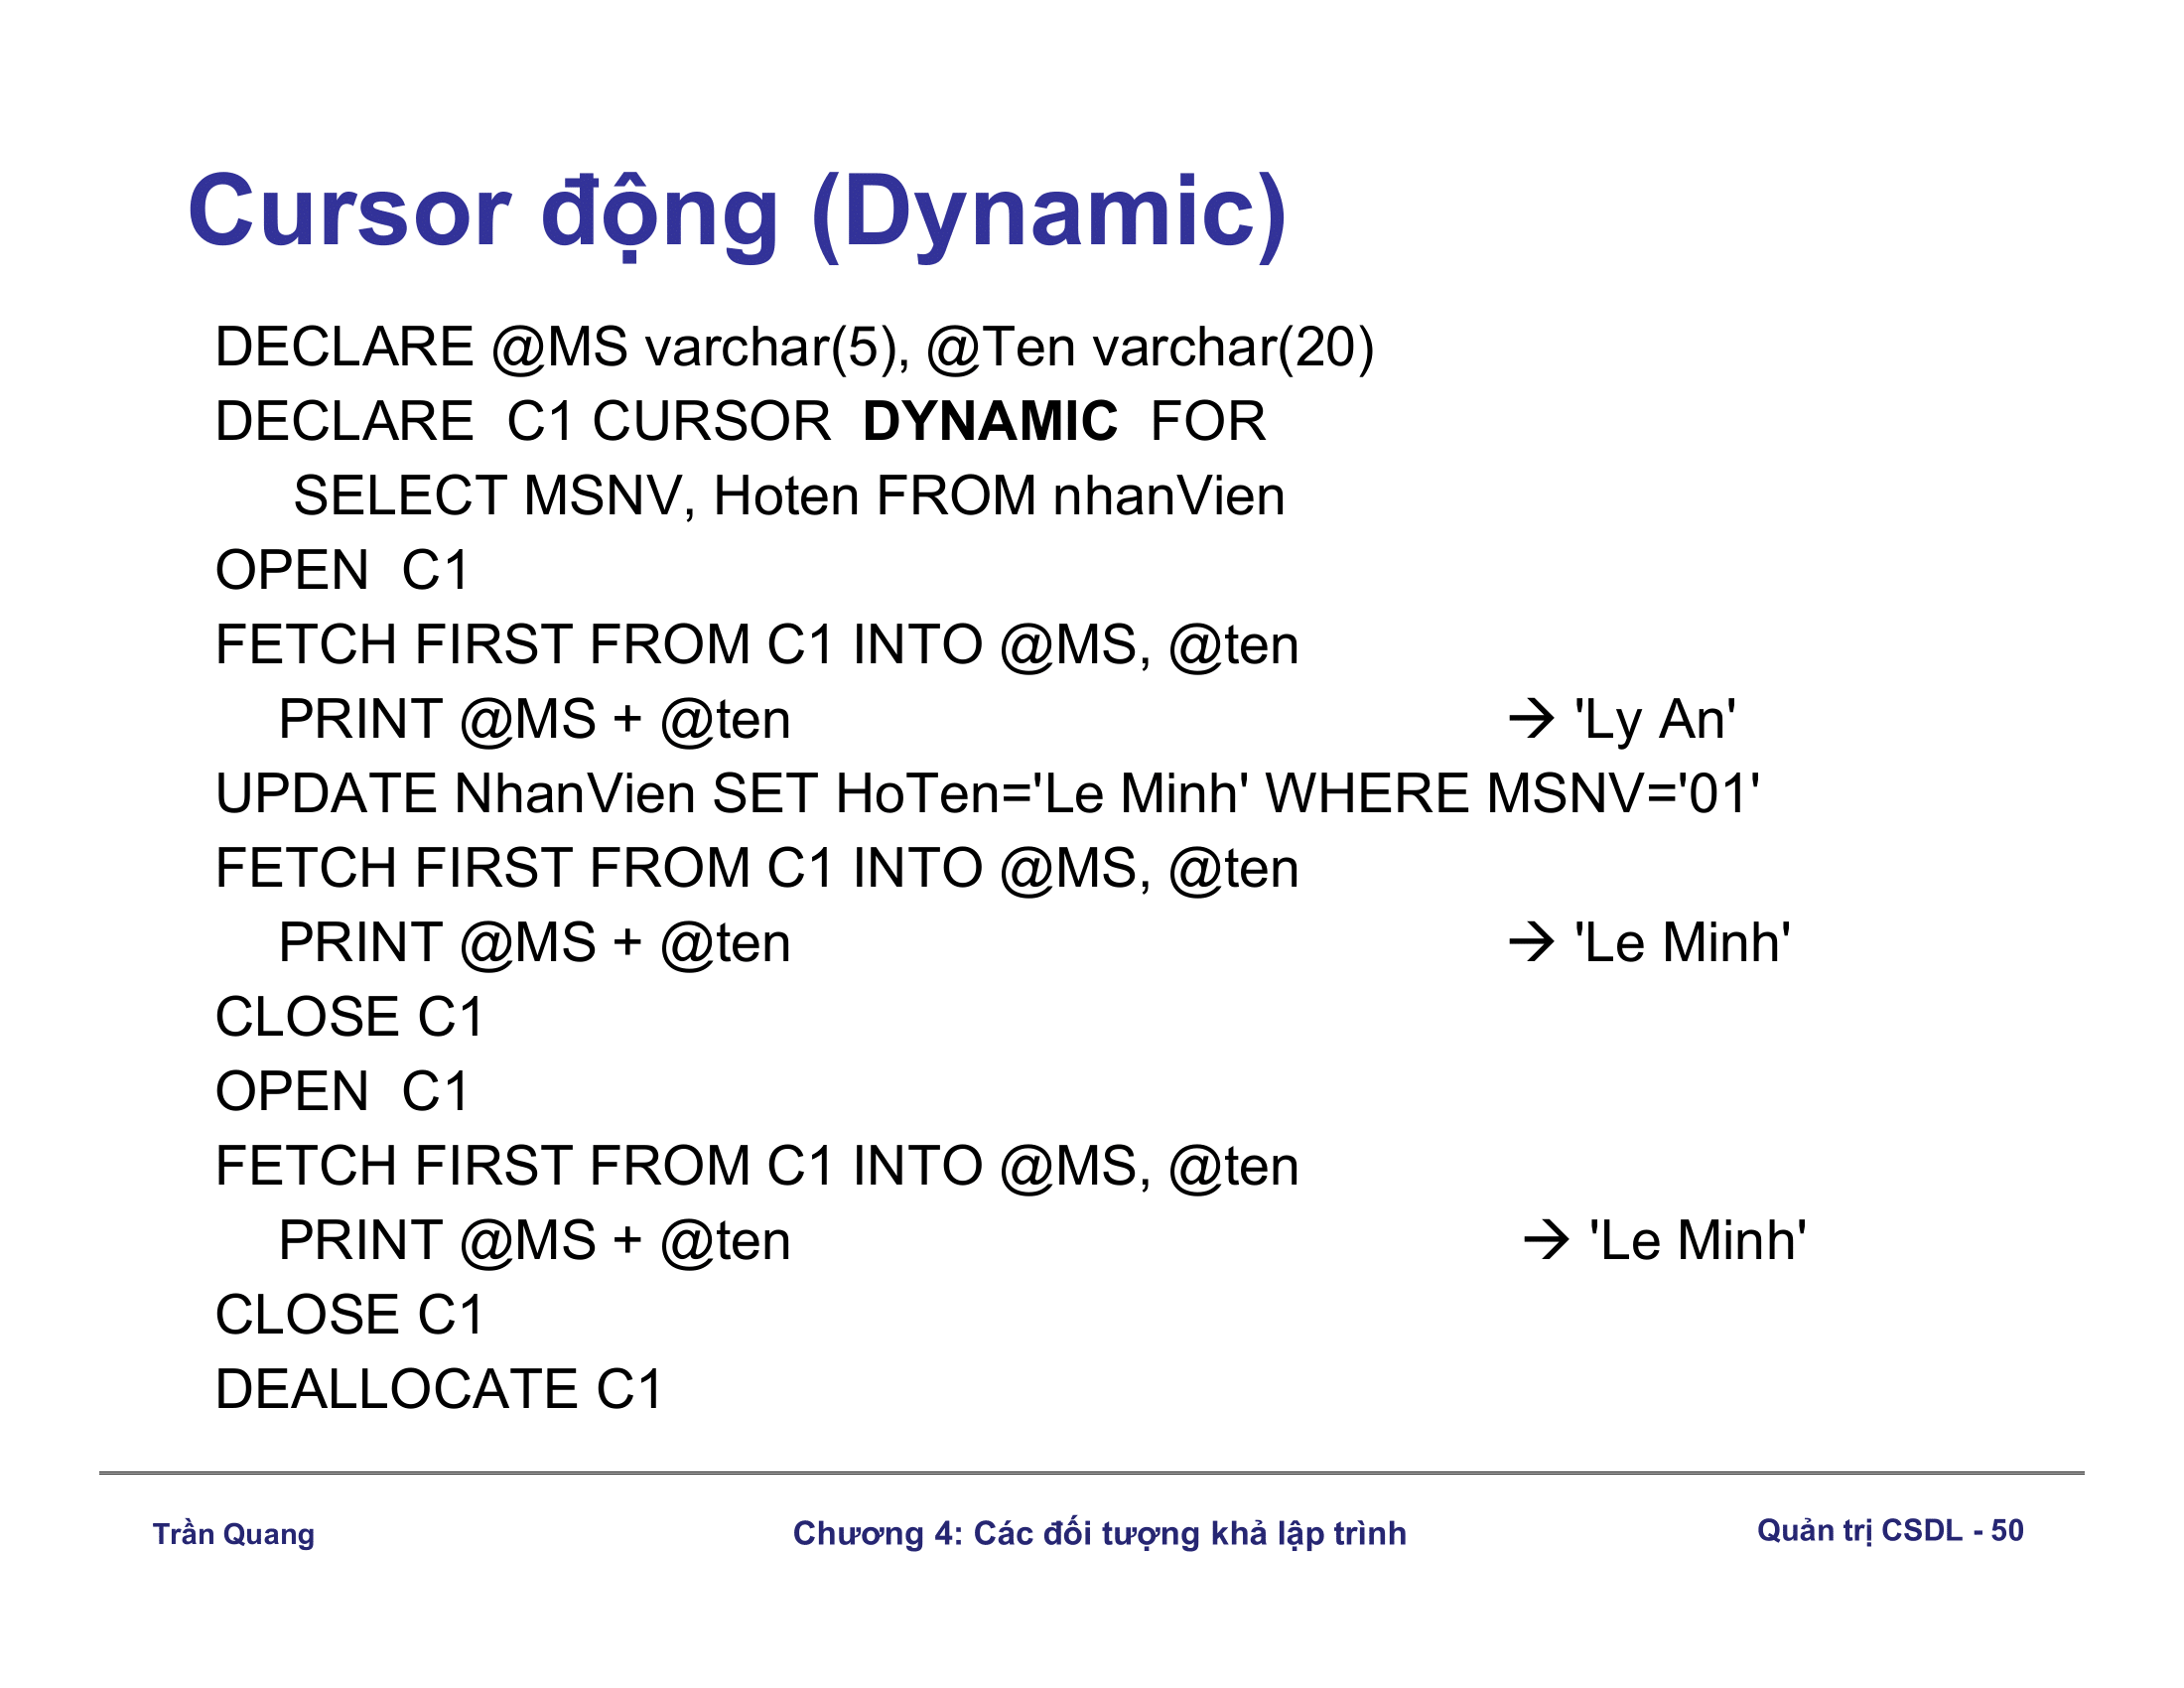 Cursor động (Dynamic)
DECLARE @MS varchar(5), @Ten varchar(20)
DECLARE  C1 CURSOR  DYNAMIC  FOR
SELECT MSNV, Hoten FROM nhanVien
OPEN  C1
FETCH FIRST FROM C1 INTO @MS, @ten
PRINT @MS + @ten → 'Ly An'
UPDATE NhanVien SET HoTen='Le Minh' WHERE MSNV='01'
FETCH FIRST FROM C1 INTO @MS, @ten
PRINT @MS + @ten → 'Le Minh'
CLOSE C1
OPEN  C1
FETCH FIRST FROM C1 INTO @MS, @ten
PRINT @MS + @ten → 'Le Minh'
CLOSE C1
DEALLOCATE C1
Trần Quang
Chương 4: Các đối tượng khả lập trình
Quản trị CSDL - 50